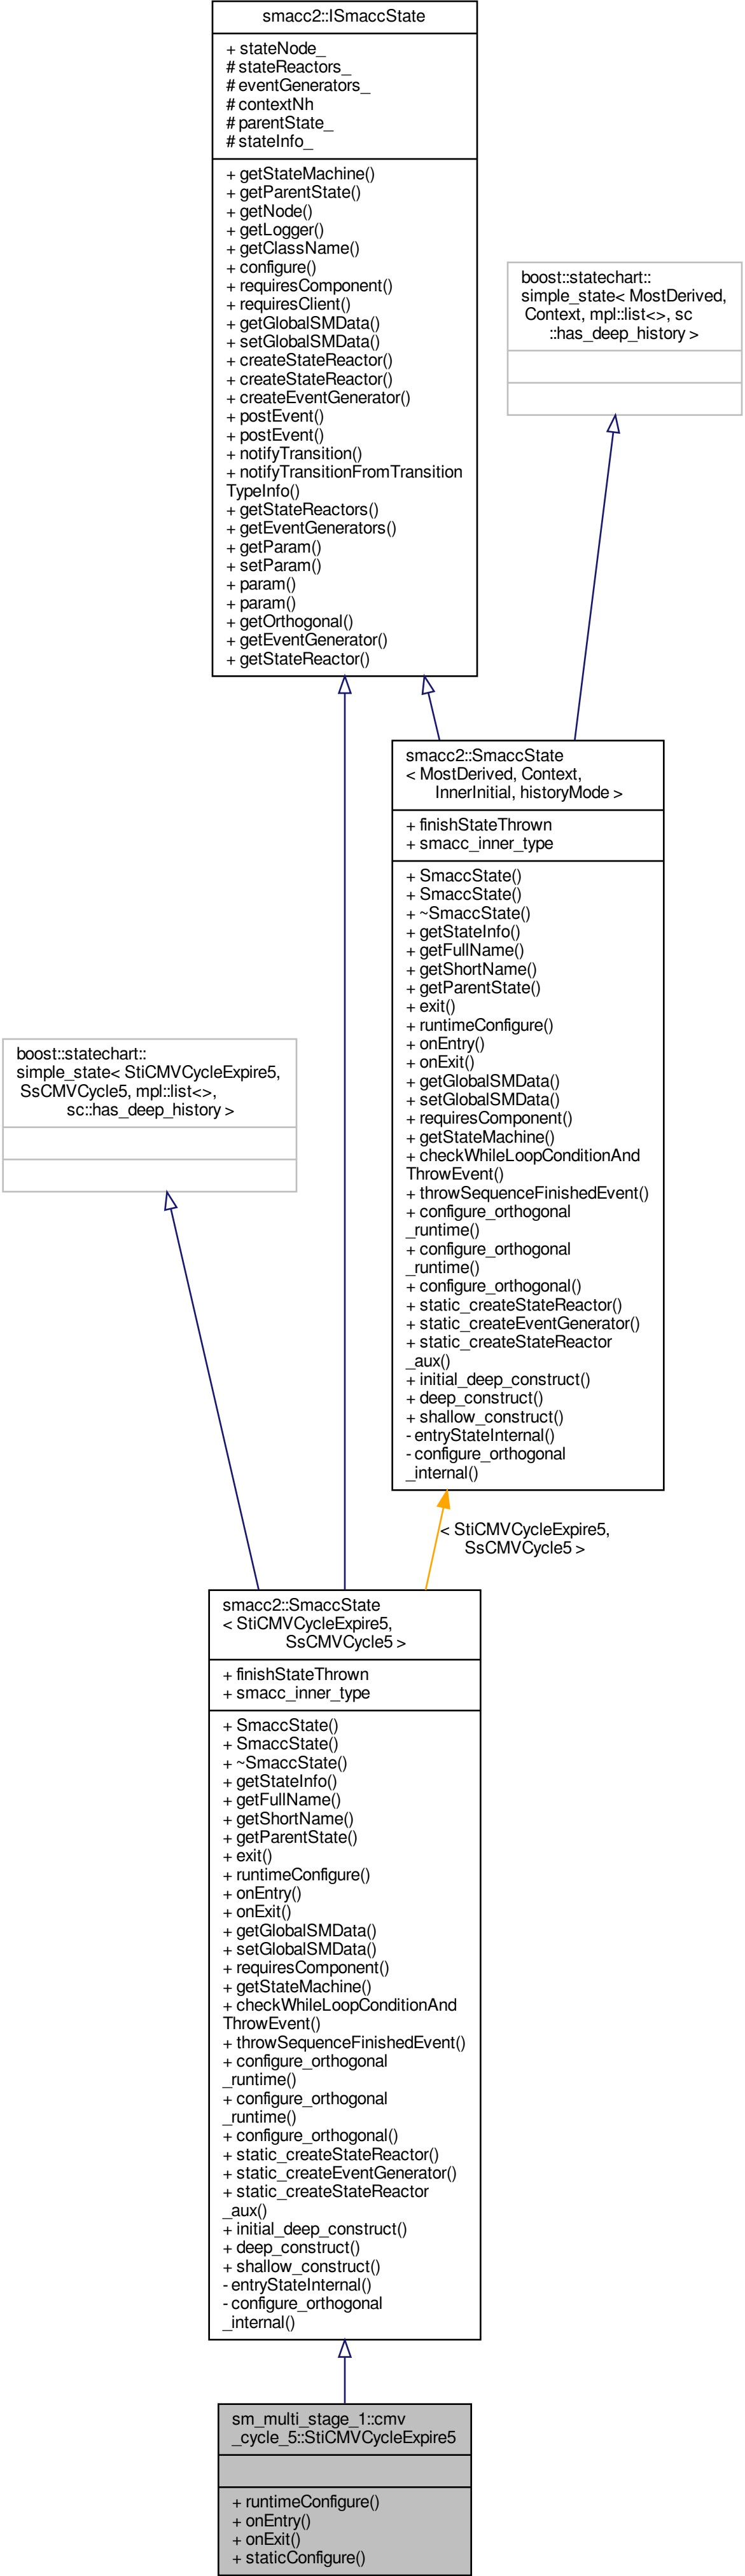 smacc2::ISmaccState
+ stateNode_
# stateReactors_
# eventGenerators_
# contextNh
# parentState_
# stateInfo_
+ getStateMachine()
+ getParentState()
+ getNode()
+ getLogger()
+ getClassName()
+ configure()
+ requiresComponent()
+ requiresClient()
+ getGlobalSMData()
+ setGlobalSMData()
+ createStateReactor()
+ createStateReactor()
+ createEventGenerator()
+ postEvent()
+ postEvent()
+ notifyTransition()
+ notifyTransitionFromTransition
TypeInfo()
+ getStateReactors()
+ getEventGenerators()
+ getParam()
+ setParam()
+ param()
+ param()
+ getOrthogonal()
+ getEventGenerator()
+ getStateReactor()
boost::statechart::
simple_state< MostDerived,
Context, mpl::list<>, sc
::has_deep_history >
smacc2::SmaccState
< MostDerived, Context,
InnerInitial, historyMode >
+ finishStateThrown
+ smacc_inner_type
+ SmaccState()
+ SmaccState()
+ ~SmaccState()
+ getStateInfo()
+ getFullName()
+ getShortName()
+ getParentState()
+ exit()
+ runtimeConfigure()
+ onEntry()
+ onExit()
+ getGlobalSMData()
+ setGlobalSMData()
+ requiresComponent()
+ getStateMachine()
+ checkWhileLoopConditionAnd
ThrowEvent()
+ throwSequenceFinishedEvent()
+ configure_orthogonal
_runtime()
+ configure_orthogonal
_runtime()
+ configure_orthogonal()
+ static_createStateReactor()
+ static_createEventGenerator()
+ static_createStateReactor
_aux()
+ initial_deep_construct()
+ deep_construct()
+ shallow_construct()
- entryStateInternal()
- configure_orthogonal
_internal()
boost::statechart::
simple_state< StiCMVCycleExpire5,
SsCMVCycle5, mpl::list<>,
sc::has_deep_history >
< StiCMVCycleExpire5,
SsCMVCycle5 >
smacc2::SmaccState
< StiCMVCycleExpire5,
SsCMVCycle5 >
+ finishStateThrown
+ smacc_inner_type
+ SmaccState()
+ SmaccState()
+ ~SmaccState()
+ getStateInfo()
+ getFullName()
+ getShortName()
+ getParentState()
+ exit()
+ runtimeConfigure()
+ onEntry()
+ onExit()
+ getGlobalSMData()
+ setGlobalSMData()
+ requiresComponent()
+ getStateMachine()
+ checkWhileLoopConditionAnd
ThrowEvent()
+ throwSequenceFinishedEvent()
+ configure_orthogonal
_runtime()
+ configure_orthogonal
_runtime()
+ configure_orthogonal()
+ static_createStateReactor()
+ static_createEventGenerator()
+ static_createStateReactor
_aux()
+ initial_deep_construct()
+ deep_construct()
+ shallow_construct()
- entryStateInternal()
- configure_orthogonal
_internal()
sm_multi_stage_1::cmv
_cycle_5::StiCMVCycleExpire5
+ runtimeConfigure()
+ onEntry()
+ onExit()
+ staticConfigure()